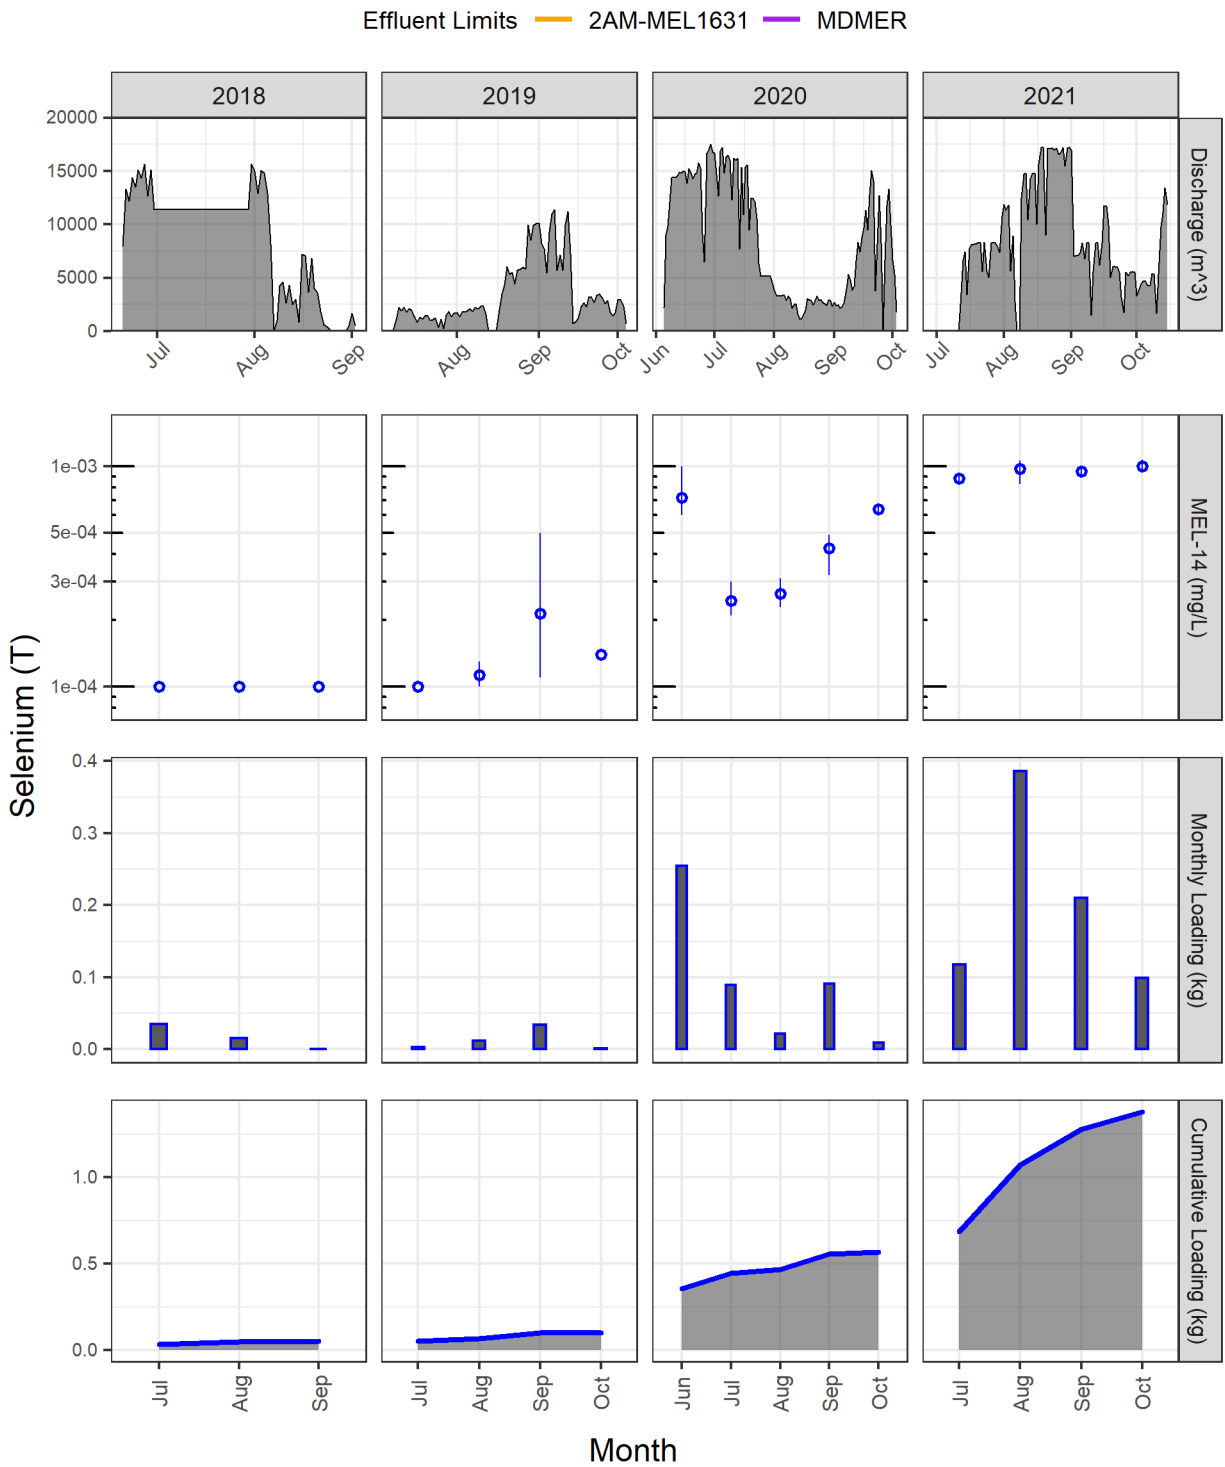 Effluent Limits 2AM-MEL1631 MDMER
2018 2019 2020 2021
20000
15000
10000
5000
0
Discharge (m^3)
Jul Aug Sep Aug Sep Oct Jun Jul Aug Sep Oct Jul Aug Sep Oct
1e-03
5e-04
3e-04
1e-04
MEL-14 (mg/L)
Selenium (T)
0.4
0.3
0.2
0.1
0.0
Monthly Loading (kg)
1.0
0.5
0.0
Cumulative Loading (kg)
Jul Aug Sep Jul Aug Sep Oct Jun Jul Aug Sep Oct Jul Aug Sep Oct
Month